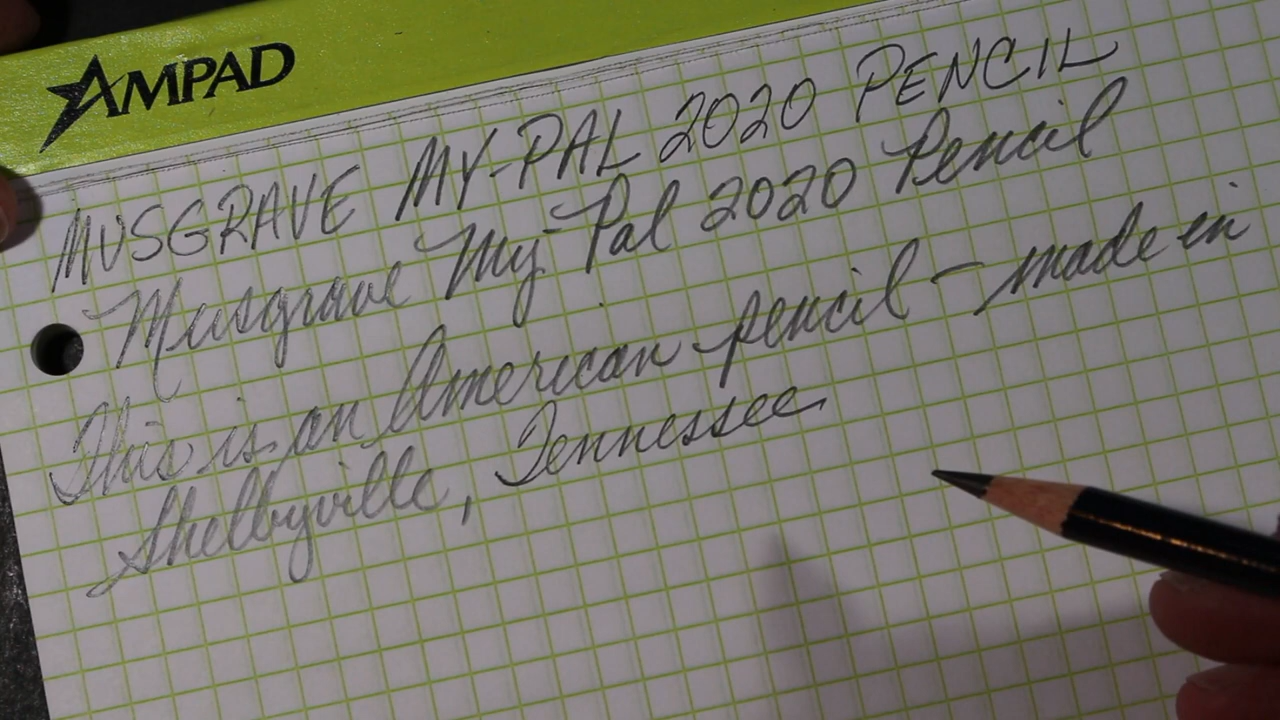 AMPAD
MUSGRAVE MY-PAL 2020 PENCIL
Musgrave My-Pal 2020 Pencil
This is an American pencil - made in
Shelbyville, Tennessee